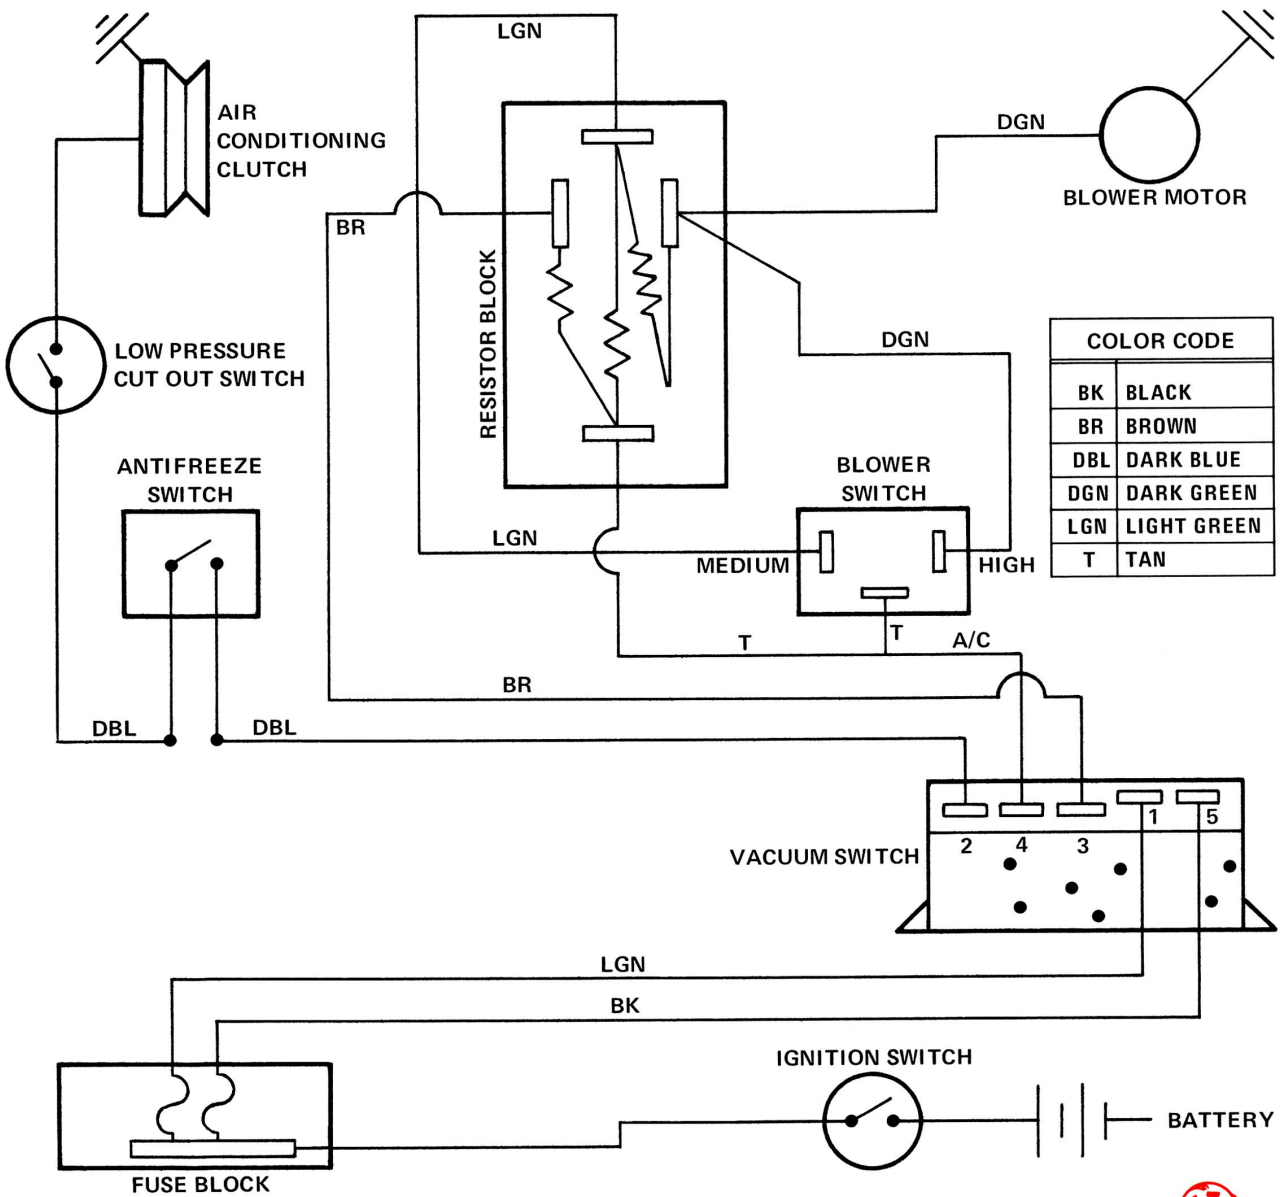 LGN
AIR
CONDITIONING
CLUTCH
DGN
BLOWER MOTOR
BR
RESISTOR BLOCK
LOW PRESSURE
CUT OUT SWITCH
DGN
COLOR CODE
BK BLACK
BR BROWN
DBL DARK BLUE
DGN DARK GREEN
LGN LIGHT GREEN
T TAN
ANTIFREEZE
SWITCH
BLOWER
SWITCH
LGN
MEDIUM
HIGH
T
T
A/C
BR
DBL
DBL
1
5
2
4
3
VACUUM SWITCH
LGN
BK
IGNITION SWITCH
BATTERY
FUSE BLOCK